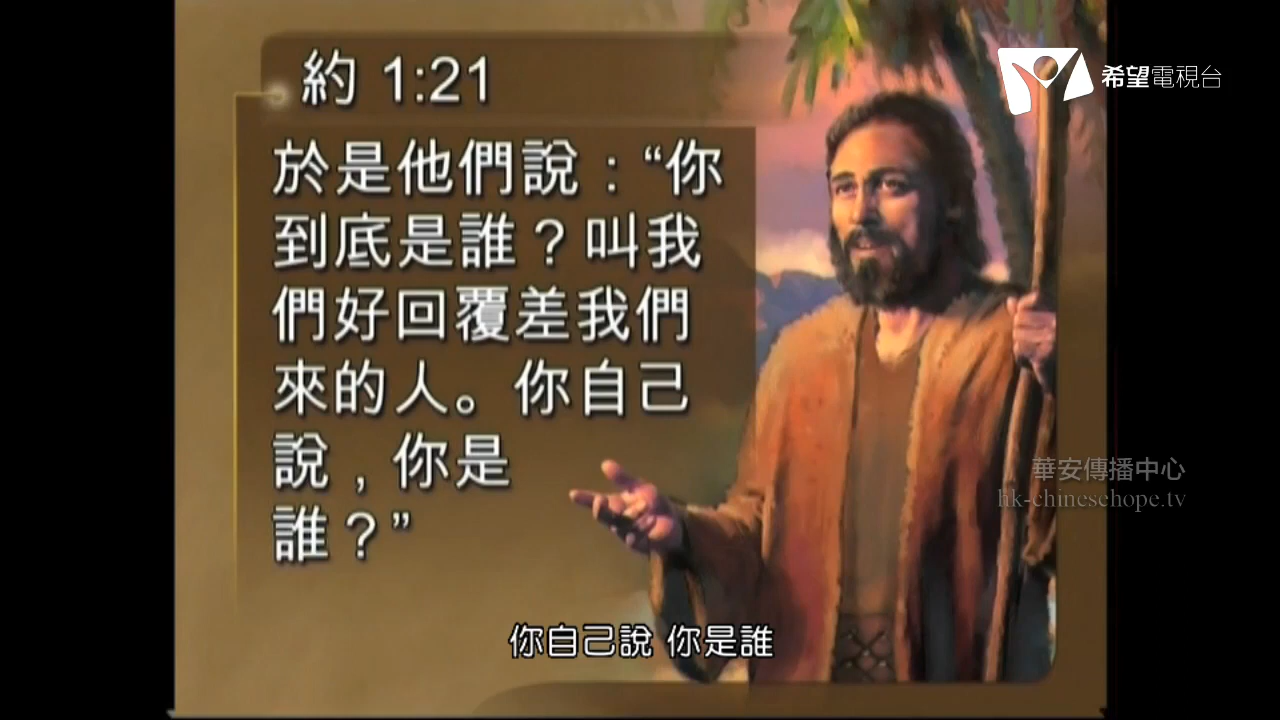 約 1:21
希望電視台
於是他們說：“你
到底是誰？叫我
們好回覆差我們
來的人。你自己
說，你是
誰？”
華安傳播中心
hk-chinesehope.tv
你自己說 你是誰